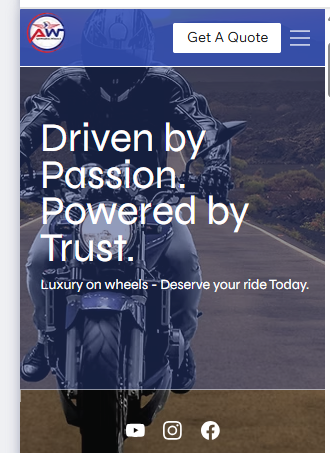 AW
Get A Quote
Driven by
Passion.
Powered by
Trust.
Luxury on wheels - Deserve your ride Today.